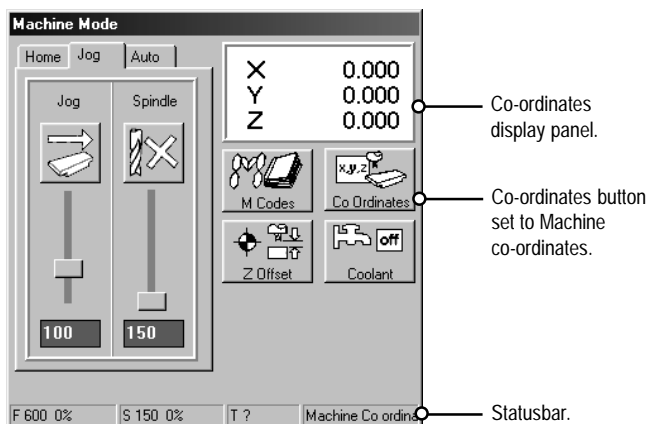 Machine Mode
Home Jog Auto
Jog Spindle
100 150
X 0.000
Y 0.000
Z 0.000
M Codes
x,y,z
Co Ordinates
Z Offset
off
Coolant
F 600 0% S 150 0% T ? Machine Co ordina
Co-ordinates
display panel.
Co-ordinates button
set to Machine
co-ordinates.
Statusbar.